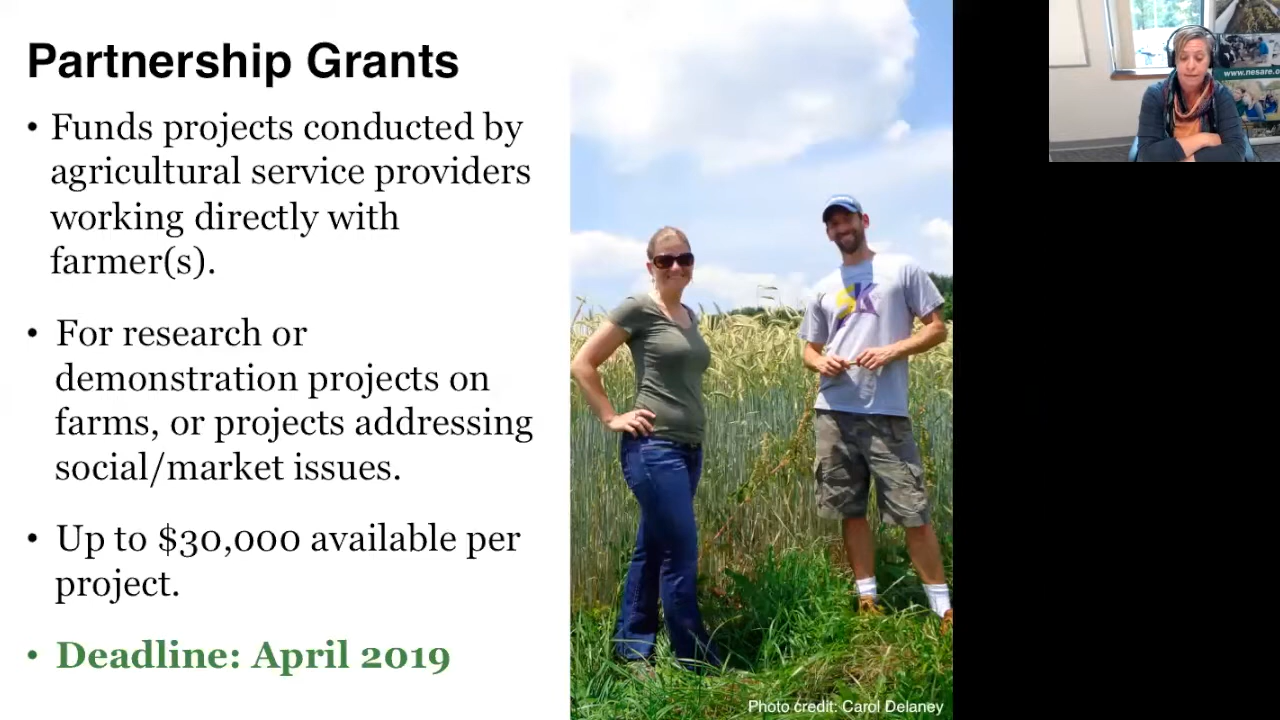 Partnership Grants
• Funds projects conducted by
agricultural service providers
working directly with
farmer(s).
• For research or
demonstration projects on
farms, or projects addressing
social/market issues.
• Up to $30,000 available per
project.
• Deadline: April 2019
Photo credit: Carol Delaney
www.nesare.o